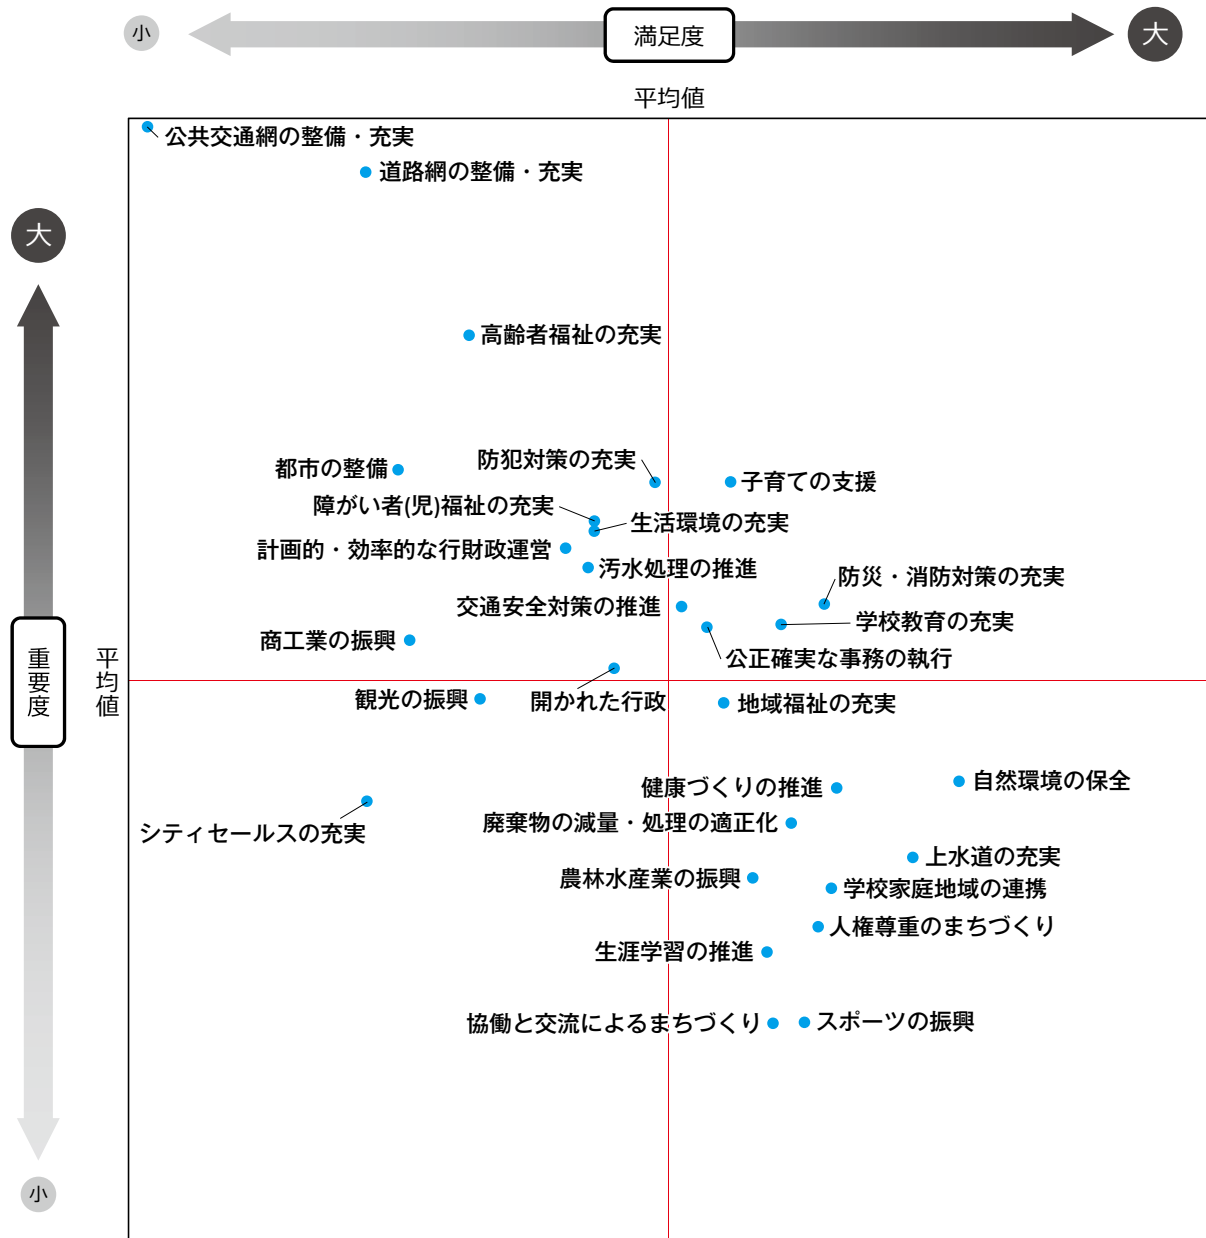 小
満足度
大
平均値
公共交通網の整備・充実
道路網の整備・充実
大
高齢者福祉の充実
防犯対策の充実
都市の整備
子育ての支援
障がい者(児)福祉の充実
生活環境の充実
計画的・効率的な行財政運営
汚水処理の推進
防災・消防対策の充実
交通安全対策の推進
学校教育の充実
商工業の振興
公正確実な事務の執行
重要度
平均値
観光の振興
開かれた行政
地域福祉の充実
自然環境の保全
健康づくりの推進
廃棄物の減量・処理の適正化
シティセールスの充実
上水道の充実
農林水産業の振興
学校家庭地域の連携
人権尊重のまちづくり
生涯学習の推進
協働と交流によるまちづくり
スポーツの振興
小